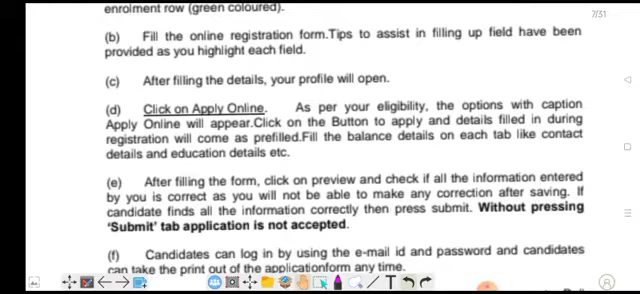 enrolment row (green coloured).
7/31
(b) Fill the online registration form.Tips to assist in filling up field have been
provided as you highlight each field.
(c) After filling the details, your profile will open.
(d) Click on Apply Online. As per your eligibility, the options with caption
Apply Online will appear.Click on the Button to apply and details filled in during
registration will come as prefilled.Fill the balance details on each tab like contact
details and education details etc.
(e) After filling the form, click on preview and check if all the information entered
by you is correct as you will not be able to make any correction after saving. If
candidate finds all the information correctly then press submit. Without pressing
'Submit' tab application is not accepted.
(f) Candidates can log in by using the e-mail id and password and candidates
can take the print out of the applicationform any time.
T